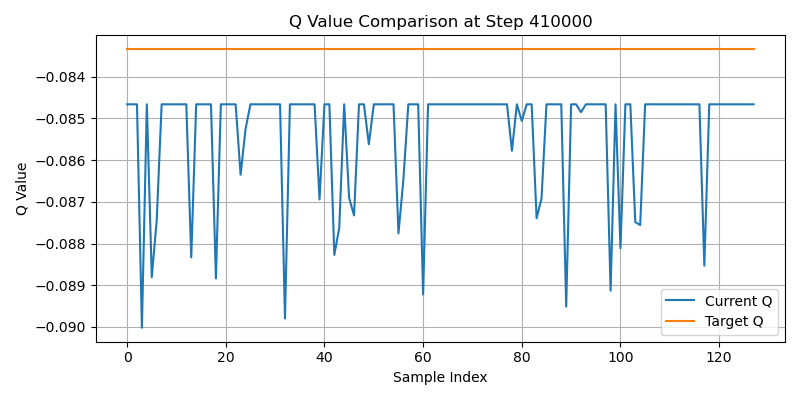 Q Value Comparison at Step 410000
Q Value
−0.084
−0.085
−0.086
−0.087
−0.088
−0.089
−0.090
Current Q
Target Q
0 20 40 60 80 100 120
Sample Index